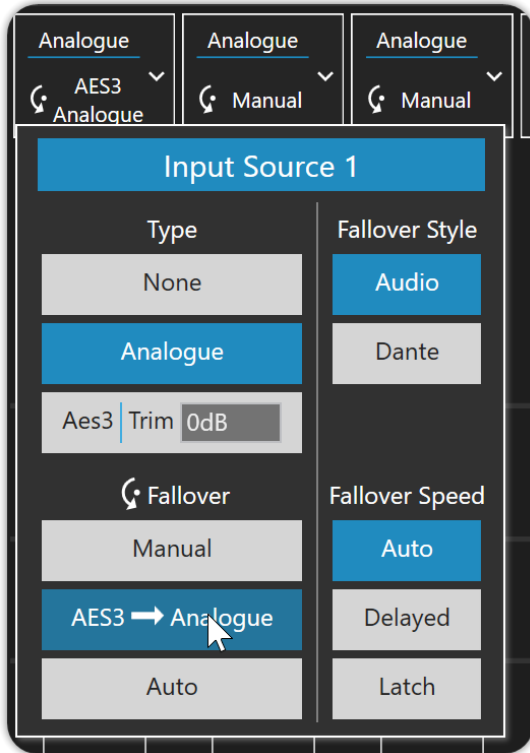 Analogue
Analogue
Analogue
AES3
Analogue
Manual
Manual
Input Source 1
Type
Fallover Style
None
Audio
Analogue
Dante
Aes3 Trim 0dB
Fallover
Fallover Speed
Manual
Auto
AES3 ➞ Analogue
Delayed
Auto
Latch